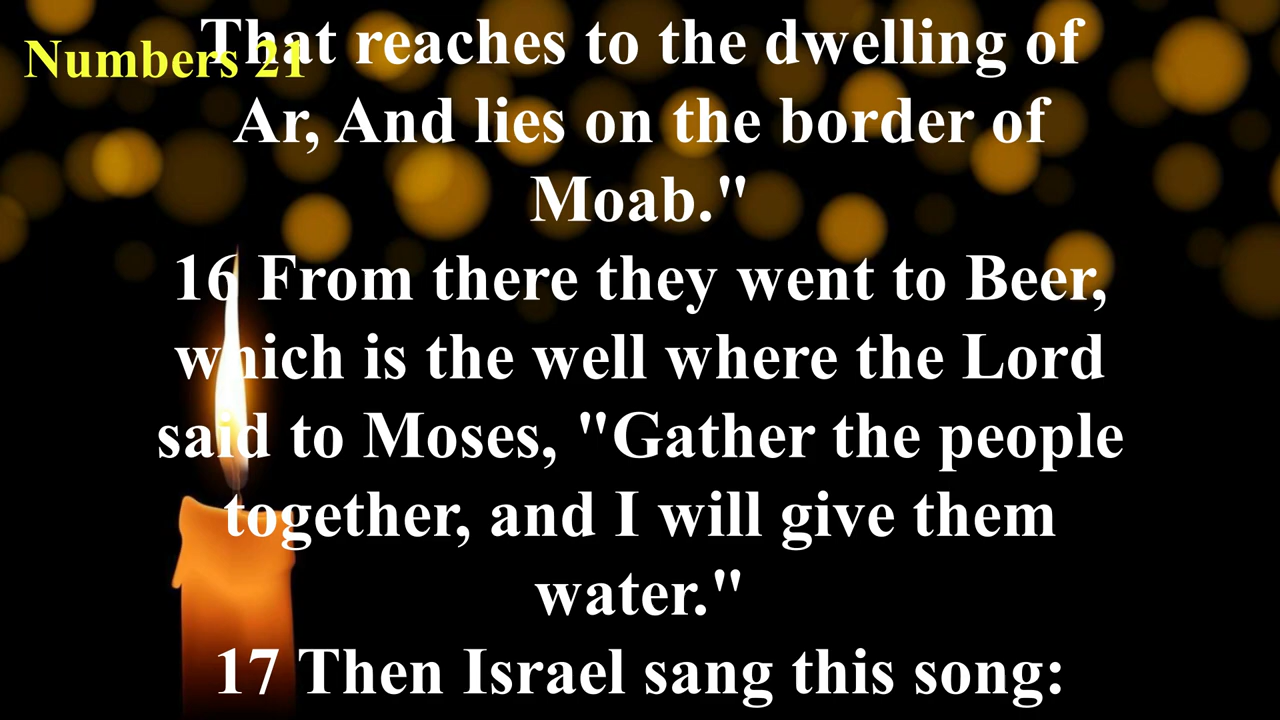 Numbers 21
That reaches to the dwelling of
Ar, And lies on the border of
Moab."
16 From there they went to Beer,
which is the well where the Lord
said to Moses, "Gather the people
together, and I will give them
water."
17 Then Israel sang this song: